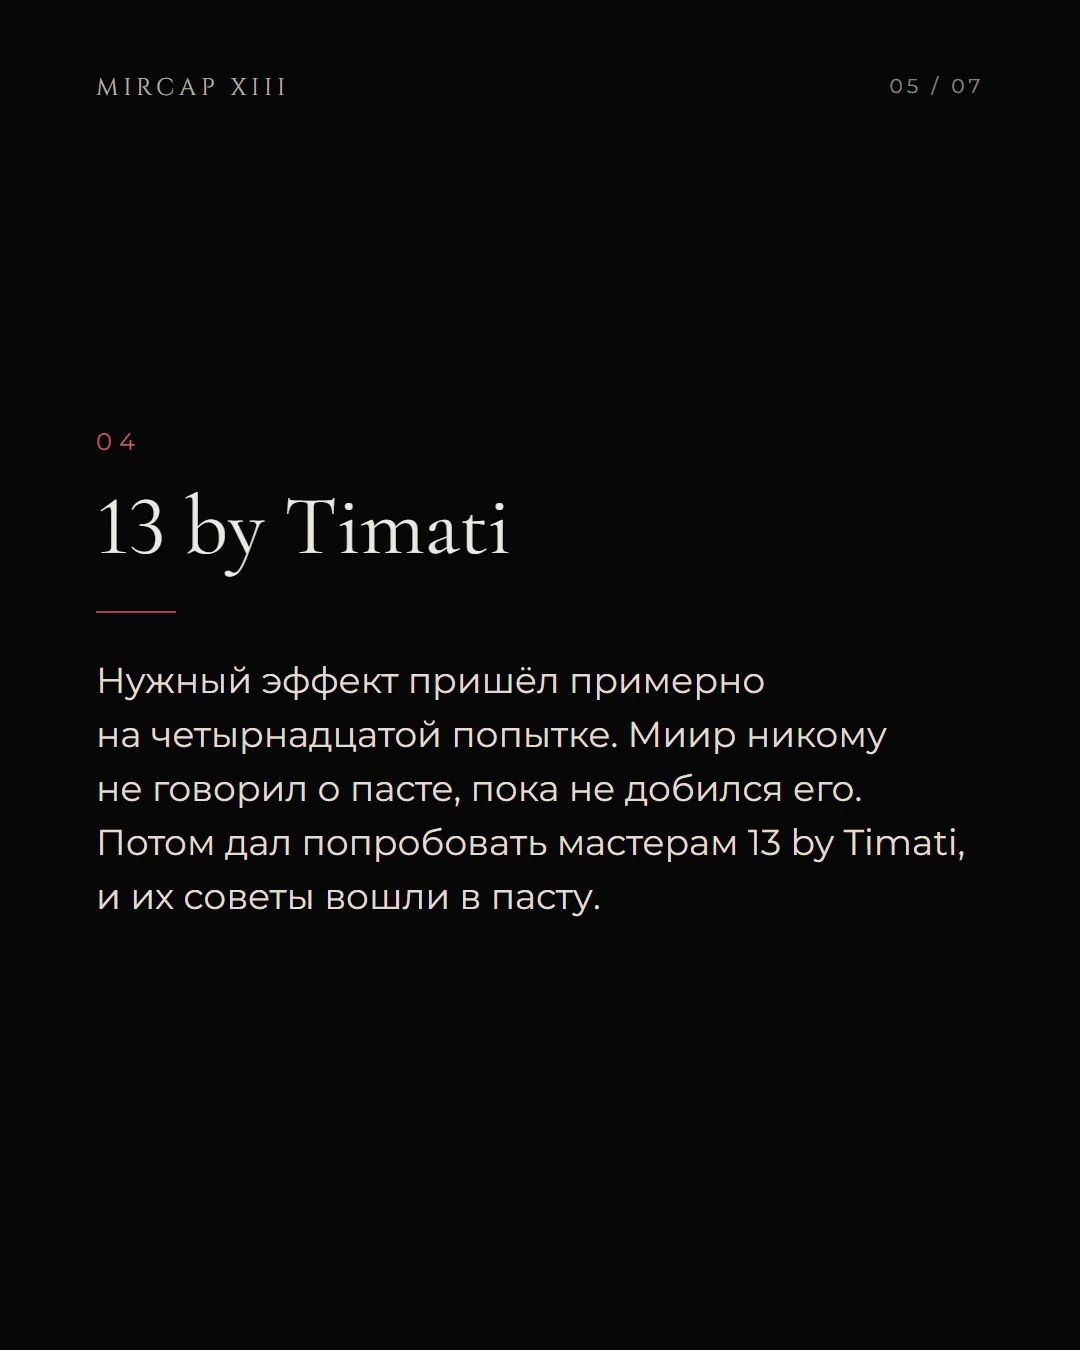 MIRCAP XIII
05 / 07
04
13 by Timati
Нужный эффект пришёл примерно
на четырнадцатой попытке. Миир никому
не говорил о пасте, пока не добился его.
Потом дал попробовать мастерам 13 by Timati,
и их советы вошли в пасту.